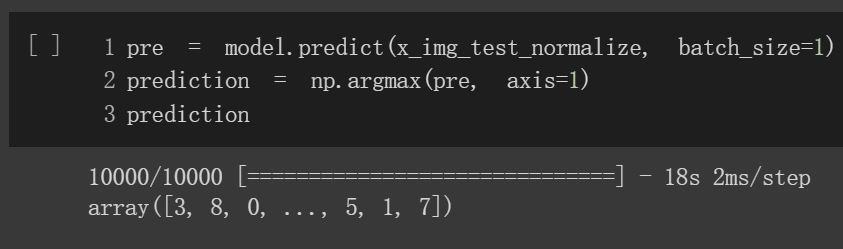 [ ] 1 pre = model.predict(x_img_test_normalize, batch_size=1)
2 prediction = np.argmax(pre, axis=1)
3 prediction
10000/10000 [==============================] - 18s 2ms/step
array([3, 8, 0, ..., 5, 1, 7])